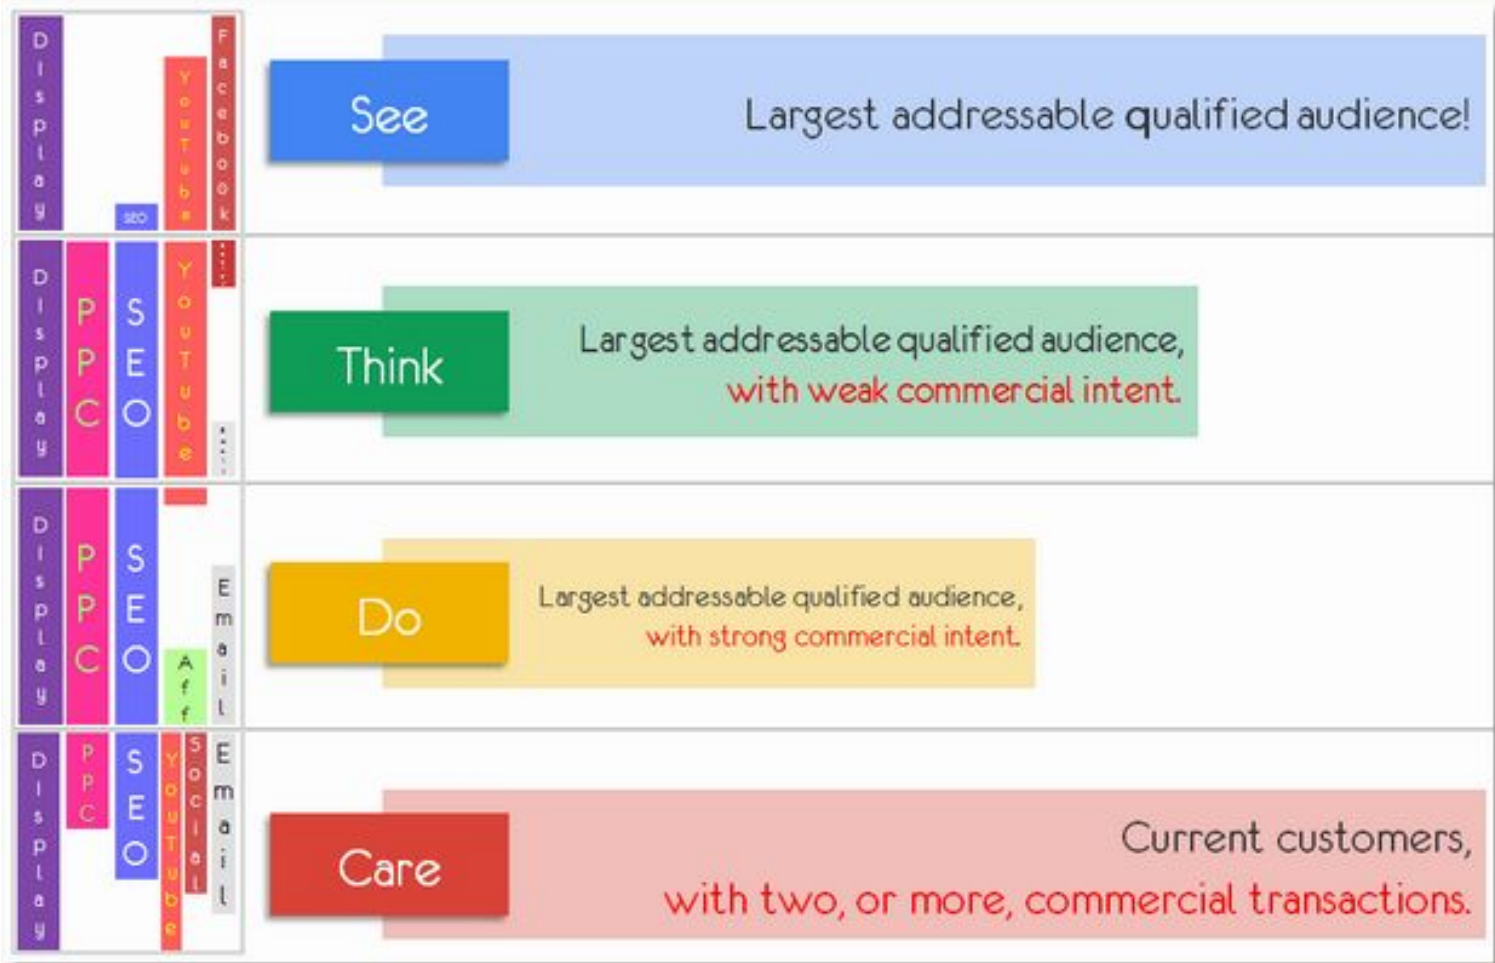 Display
SEO
YouTube
Facebook
See
Largest addressable qualified audience!
Display
PPC
SEO
YouTube
Think
Largest addressable qualified audience,
with weak commercial intent.
Display
PPC
SEO
Aff
Email
Do
Largest addressable qualified audience,
with strong commercial intent.
Display
PPC
SEO
YouTube
Social
Email
Care
Current customers,
with two, or more, commercial transactions.